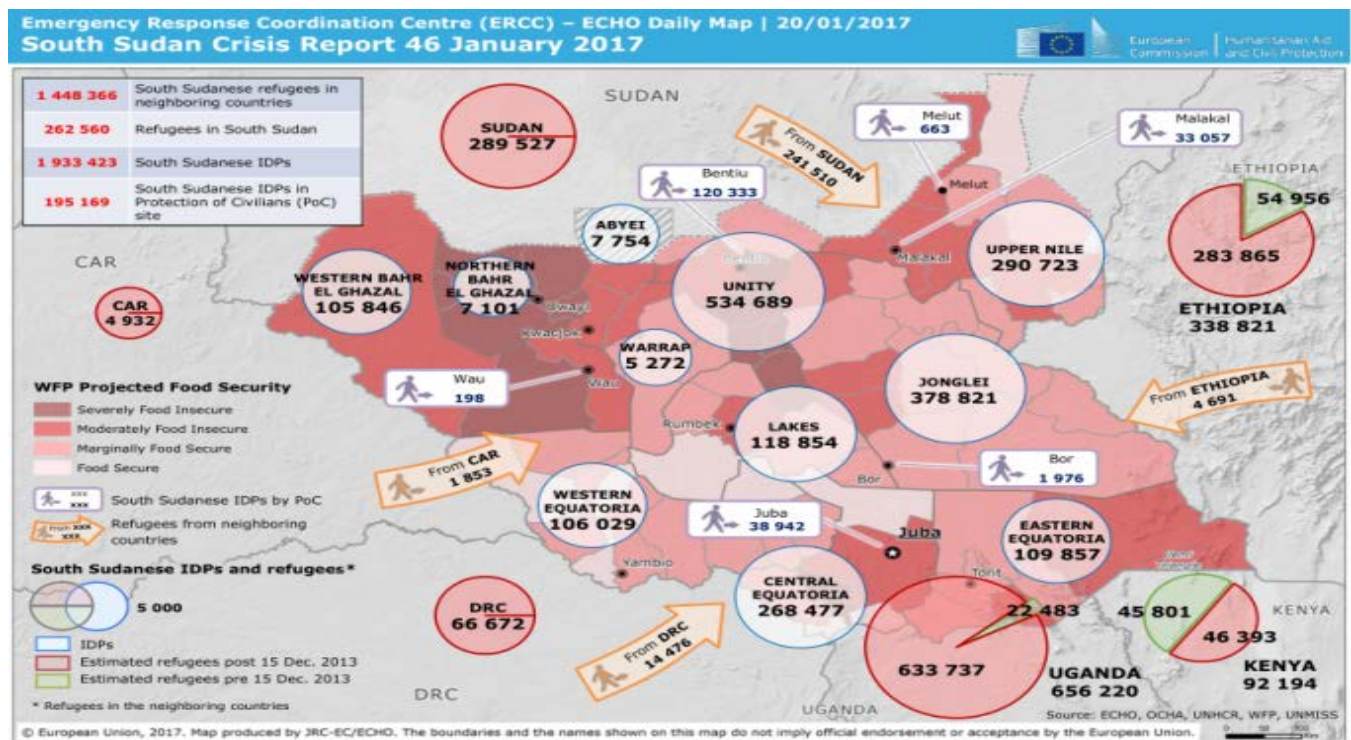 Emergency Response Coordination Centre (ERCC) – ECHO Daily Map | 20/01/2017
South Sudan Crisis Report 46 January 2017
European Commission
Humanitarian Aid and Civil Protection
1 448 366 South Sudanese refugees in neighboring countries
262 560 Refugees in South Sudan
1 933 423 South Sudanese IDPs
195 169 South Sudanese IDPs in Protection of Civilians (PoC) site
SUDAN
SUDAN
289 527
From SUDAN
241 510
Melut
663
Malakal
33 057
Bentiu
120 333
Melut
Malakal
ETHIOPIA
54 956
283 865
ETHIOPIA
338 821
ABYEI
7 754
UPPER NILE
290 723
UNITY
534 689
CAR
CAR
4 932
WESTERN BAHR EL GHAZAL
105 846
NORTHERN BAHR EL GHAZAL
7 101
Kwacjok
WARRAP
5 272
Wau
Wau
198
JONGLEI
378 821
From ETHIOPIA
4 691
LAKES
118 854
Rumbek
From CAR
1 853
Bor
Bor
1 976
WESTERN EQUATORIA
106 029
Juba
38 942
Juba
EASTERN EQUATORIA
109 857
Yambio
CENTRAL EQUATORIA
268 477
Torit
DRC
66 672
From DRC
14 476
DRC
22 483
633 737
UGANDA
656 220
UGANDA
45 801
46 393
KENYA
KENYA
92 194
WFP Projected Food Security
Severely Food Insecure
Moderately Food Insecure
Marginally Food Secure
Food Secure
xxx
xxx
South Sudanese IDPs by PoC
From xxx
xxx
Refugees from neighboring countries
South Sudanese IDPs and refugees*
5 000
IDPs
Estimated refugees post 15 Dec. 2013
Estimated refugees pre 15 Dec. 2013
* Refugees in the neighboring countries
Source: ECHO, OCHA, UNHCR, WFP, UNMISS
© European Union, 2017. Map produced by JRC-EC/ECHO. The boundaries and the names shown on this map do not imply official endorsement or acceptance by the European Union.